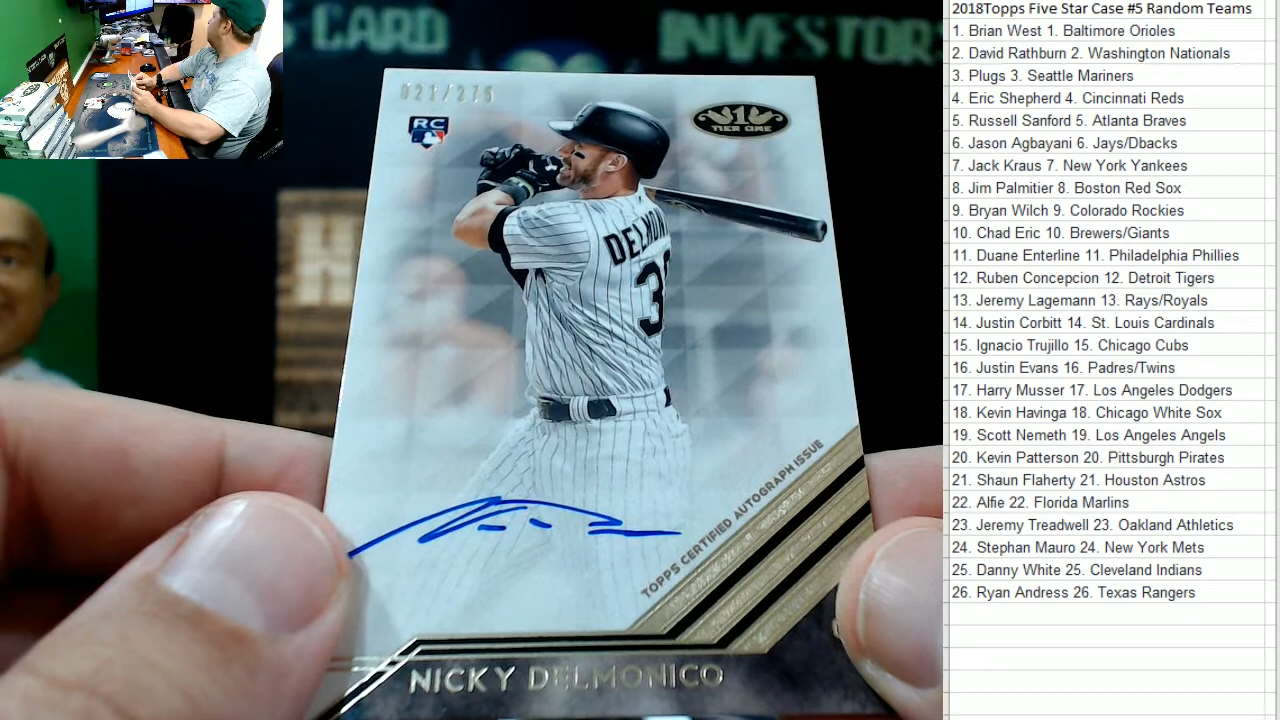 CARD INVESTOR
021/275
RC
1
TIER ONE
DELMON
3
TOPPS CERTIFIED AUTOGRAPH ISSUE
NICKY DELMONICO
2018Topps Five Star Case #5 Random Teams
1. Brian West 1. Baltimore Orioles
2. David Rathburn 2. Washington Nationals
3. Plugs 3. Seattle Mariners
4. Eric Shepherd 4. Cincinnati Reds
5. Russell Sanford 5. Atlanta Braves
6. Jason Agbayani 6. Jays/Dbacks
7. Jack Kraus 7. New York Yankees
8. Jim Palmitier 8. Boston Red Sox
9. Bryan Wilch 9. Colorado Rockies
10. Chad Eric 10. Brewers/Giants
11. Duane Enterline 11. Philadelphia Phillies
12. Ruben Concepcion 12. Detroit Tigers
13. Jeremy Lagemann 13. Rays/Royals
14. Justin Corbitt 14. St. Louis Cardinals
15. Ignacio Trujillo 15. Chicago Cubs
16. Justin Evans 16. Padres/Twins
17. Harry Musser 17. Los Angeles Dodgers
18. Kevin Havinga 18. Chicago White Sox
19. Scott Nemeth 19. Los Angeles Angels
20. Kevin Patterson 20. Pittsburgh Pirates
21. Shaun Flaherty 21. Houston Astros
22. Alfie 22. Florida Marlins
23. Jeremy Treadwell 23. Oakland Athletics
24. Stephan Mauro 24. New York Mets
25. Danny White 25. Cleveland Indians
26. Ryan Andress 26. Texas Rangers